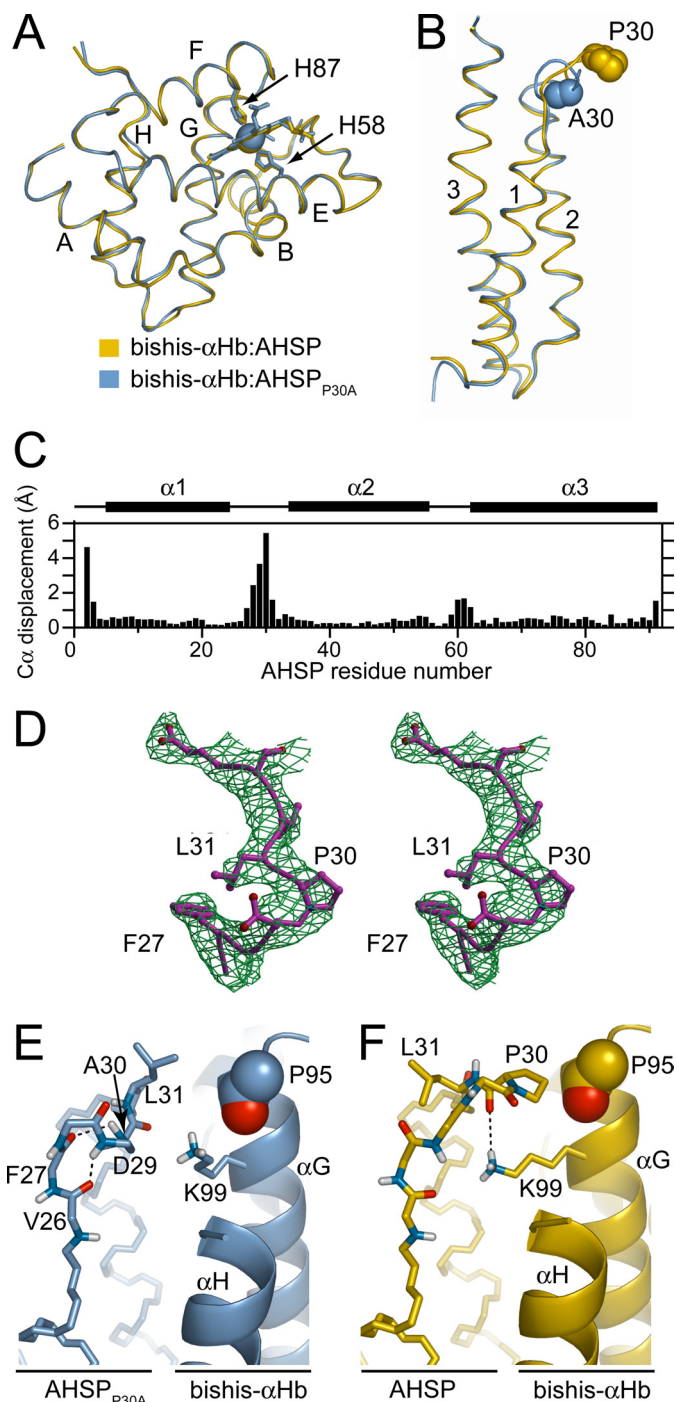 A
F
H87
H
G
H58
A
E
B
bishis-αHb:AHSP
bishis-αHb:AHSP P30A
B
P30
A30
3
1
2
C
α1
α2
α3
Cα displacement (Å)
6
4
2
0
0
20
40
60
80
AHSP residue number
D
L31
P30
F27
L31
P30
F27
E
A30
L31
P95
D29
αG
F27
K99
V26
αH
AHSP P30A
bishis-αHb
F
L31
P30
P95
αG
K99
αH
AHSP
bishis-αHb